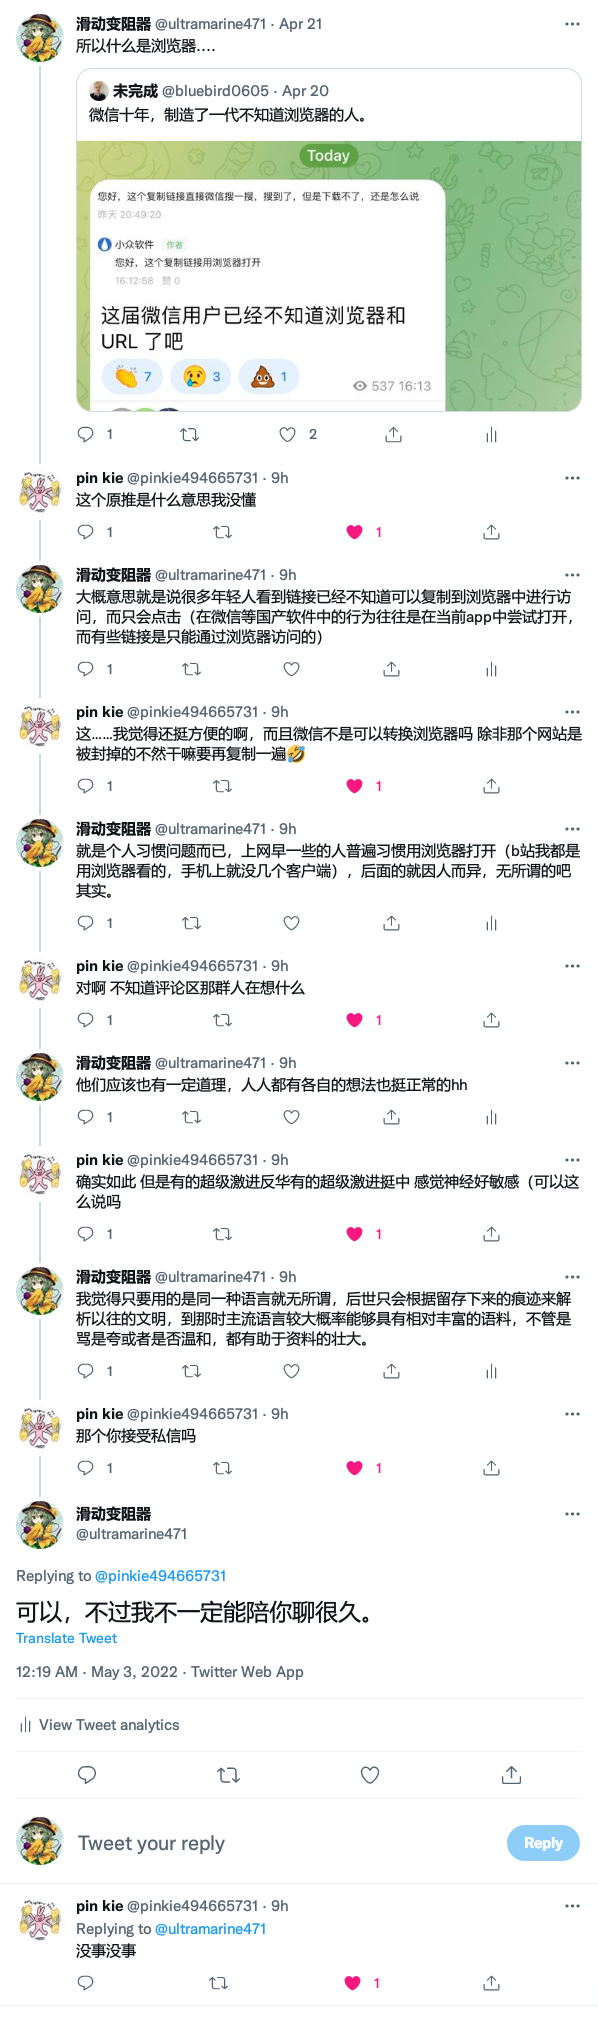 滑动变阻器 @ultramarine471 · Apr 21
所以什么是浏览器....
未完成 @bluebird0605 · Apr 20
微信十年，制造了一代不知道浏览器的人。
Today
您好，这个复制链接直接微信搜一搜，搜到了，但是下载不了，还是怎么说
昨天 20:49:20
小众软件 作者
您好，这个复制链接用浏览器打开
16:12:58 赞 0
这届微信用户已经不知道浏览器和
URL 了吧
7 3 1 537 16:13
1 2
pin kie @pinkie494665731 · 9h
这个原推是什么意思我没懂
1 1
滑动变阻器 @ultramarine471 · 9h
大概意思就是说很多年轻人看到链接已经不知道可以复制到浏览器中进行访
问，而只会点击（在微信等国产软件中的行为往往是在当前app中尝试打开，
而有些链接是只能通过浏览器访问的）
1
pin kie @pinkie494665731 · 9h
这……我觉得还挺方便的啊，而且微信不是可以转换浏览器吗 除非那个网站是
被封掉的不然干嘛要再复制一遍🤣
1 1
滑动变阻器 @ultramarine471 · 9h
就是个人习惯问题而已，上网早一些的人普遍习惯用浏览器打开（b站我都是
用浏览器看的，手机上就没几个客户端），后面的就因人而异，无所谓的吧
其实。
1
pin kie @pinkie494665731 · 9h
对啊 不知道评论区那群人在想什么
1 1
滑动变阻器 @ultramarine471 · 9h
他们应该也有一定道理，人人都有各自的想法也挺正常的hh
1
pin kie @pinkie494665731 · 9h
确实如此 但是有的超级激进反华有的超级激进挺中 感觉神经好敏感（可以这
么说吗
1 1
滑动变阻器 @ultramarine471 · 9h
我觉得只要用的是同一种语言就无所谓，后世只会根据留存下来的痕迹来解
析以往的文明，到那时主流语言较大概率能够具有相对丰富的语料，不管是
骂是夸或者是否温和，都有助于资料的壮大。
1
pin kie @pinkie494665731 · 9h
那个你接受私信吗
1 1
滑动变阻器
@ultramarine471
Replying to @pinkie494665731
可以，不过我不一定能陪你聊很久。
Translate Tweet
12:19 AM · May 3, 2022 · Twitter Web App
View Tweet analytics
Tweet your reply Reply
pin kie @pinkie494665731 · 9h
Replying to @ultramarine471
没事没事
1